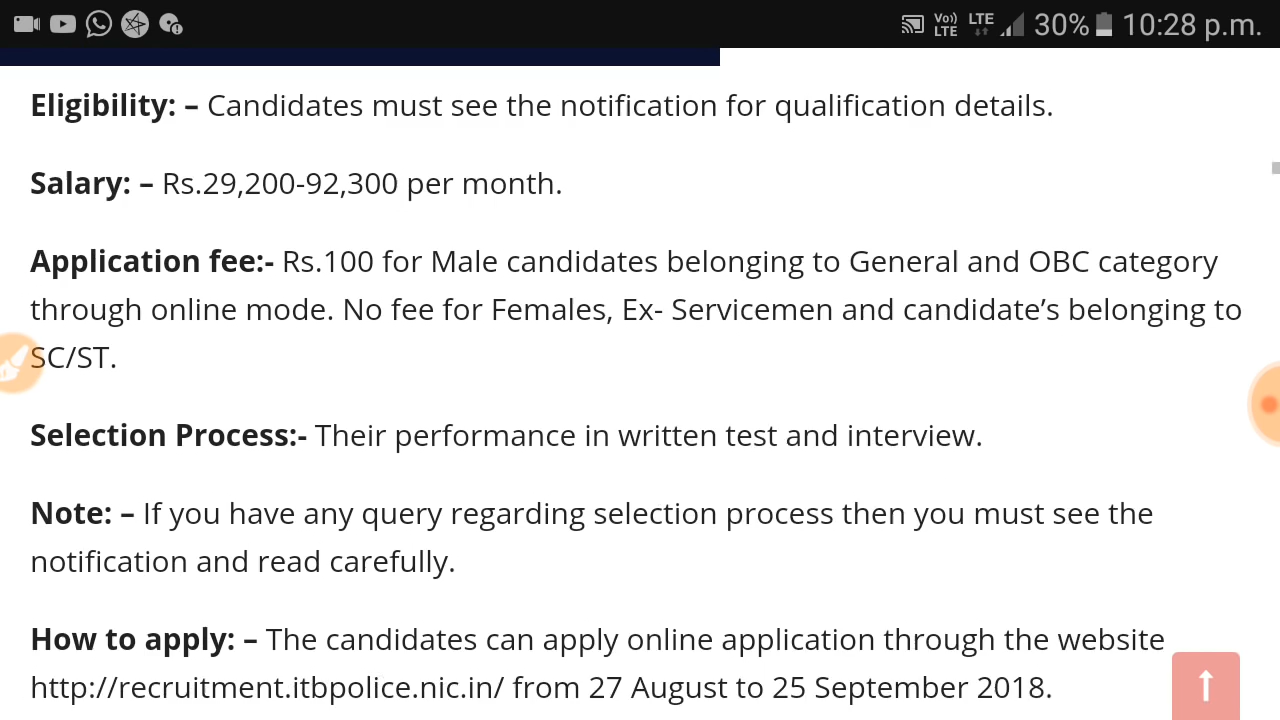 Vo)) LTE LTE 30% 10:28 p.m.
Eligibility: – Candidates must see the notification for qualification details.
Salary: – Rs.29,200-92,300 per month.
Application fee:- Rs.100 for Male candidates belonging to General and OBC category
through online mode. No fee for Females, Ex- Servicemen and candidate’s belonging to
SC/ST.
Selection Process:- Their performance in written test and interview.
Note: – If you have any query regarding selection process then you must see the
notification and read carefully.
How to apply: – The candidates can apply online application through the website
http://recruitment.itbpolice.nic.in/ from 27 August to 25 September 2018.